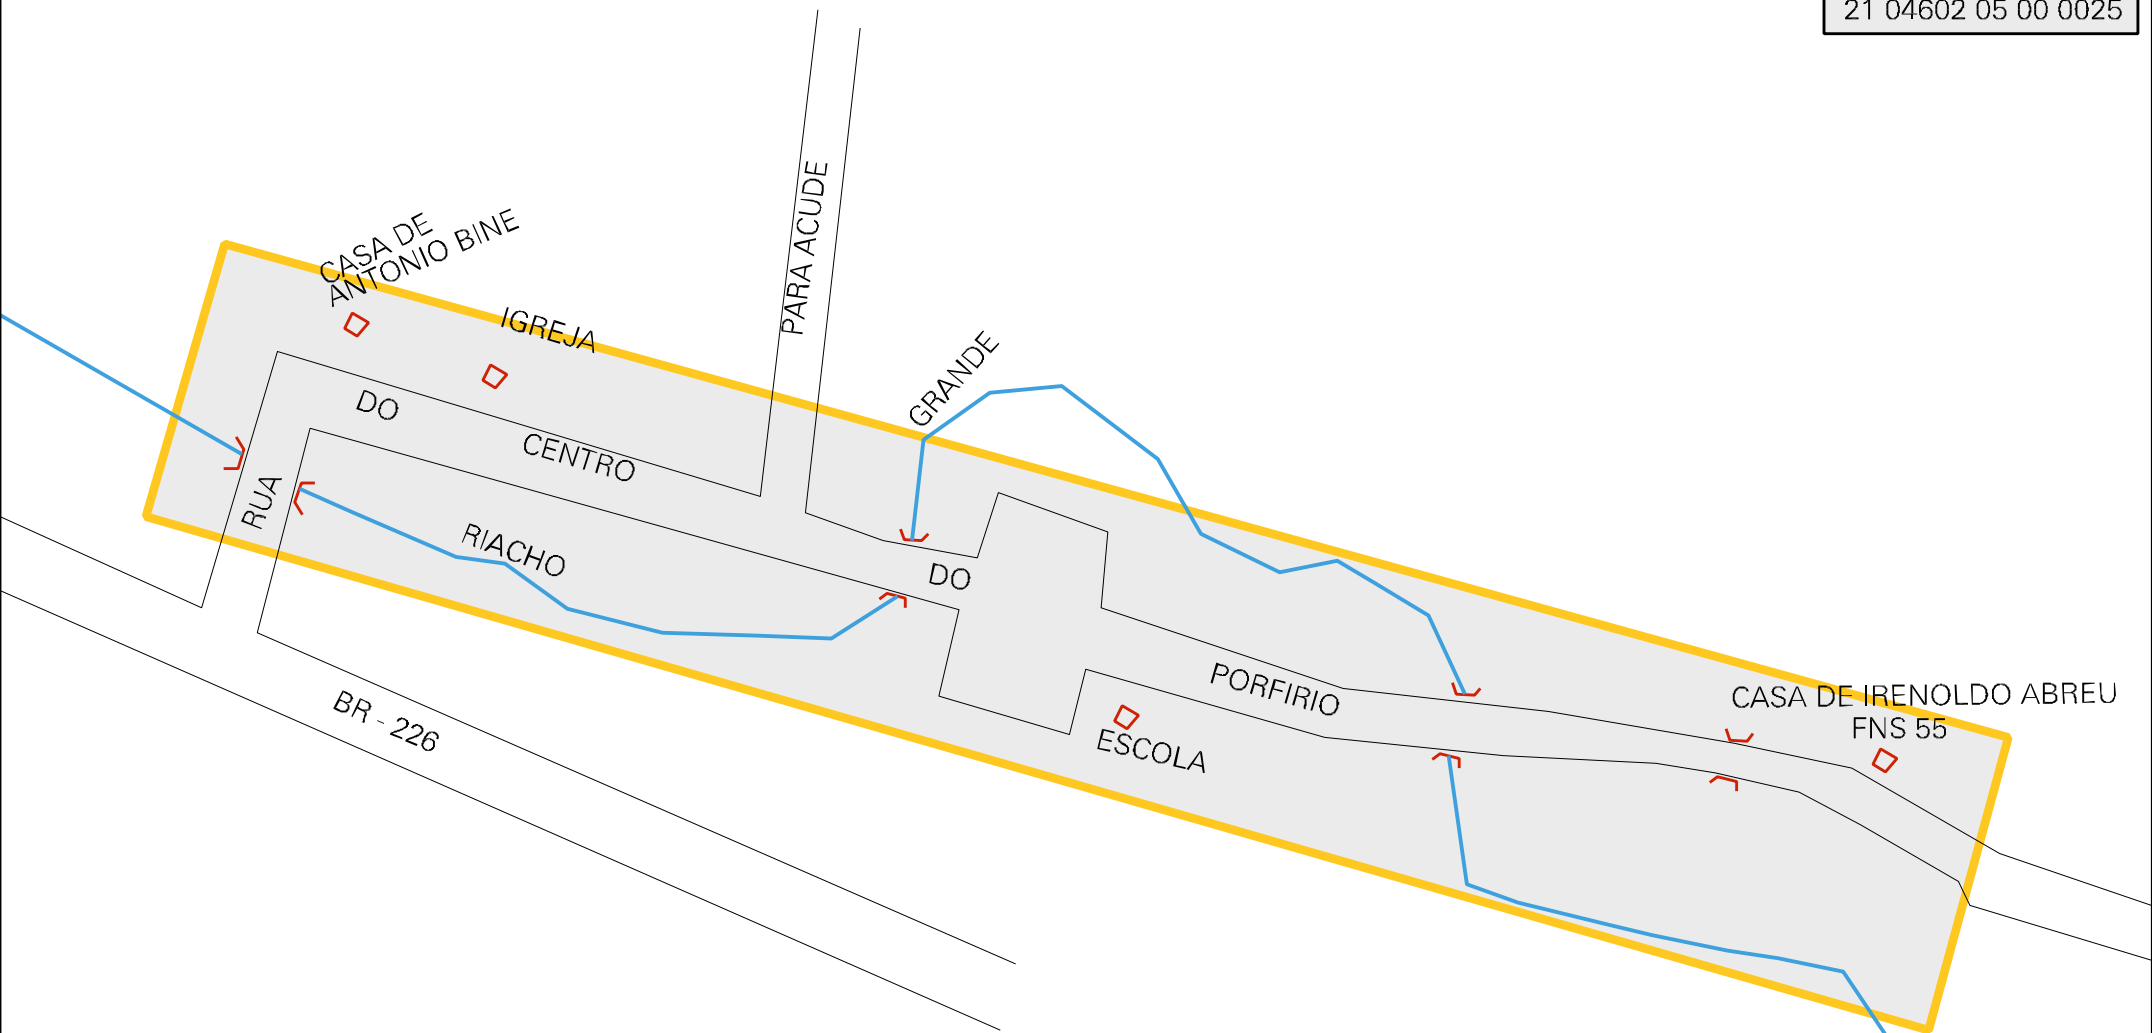 21 04602 05 00 0025
CASA DE
ANTONIO BINE
IGREJA
PARA ACUDE
GRANDE
DO
CENTRO
RUA
RIACHO
DO
PORFIRIO
ESCOLA
CASA DE IRENOLDO ABREU
FNS 55
BR - 226